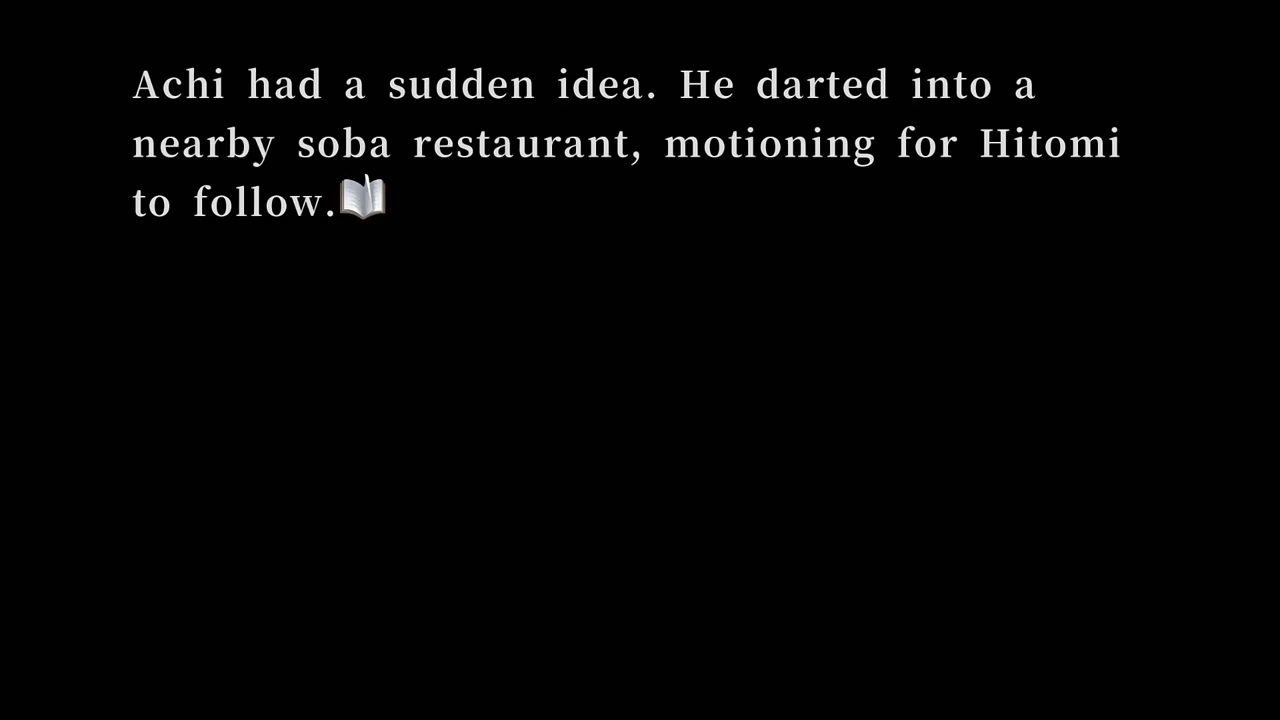 Achi had a sudden idea. He darted into a
nearby soba restaurant, motioning for Hitomi
to follow.